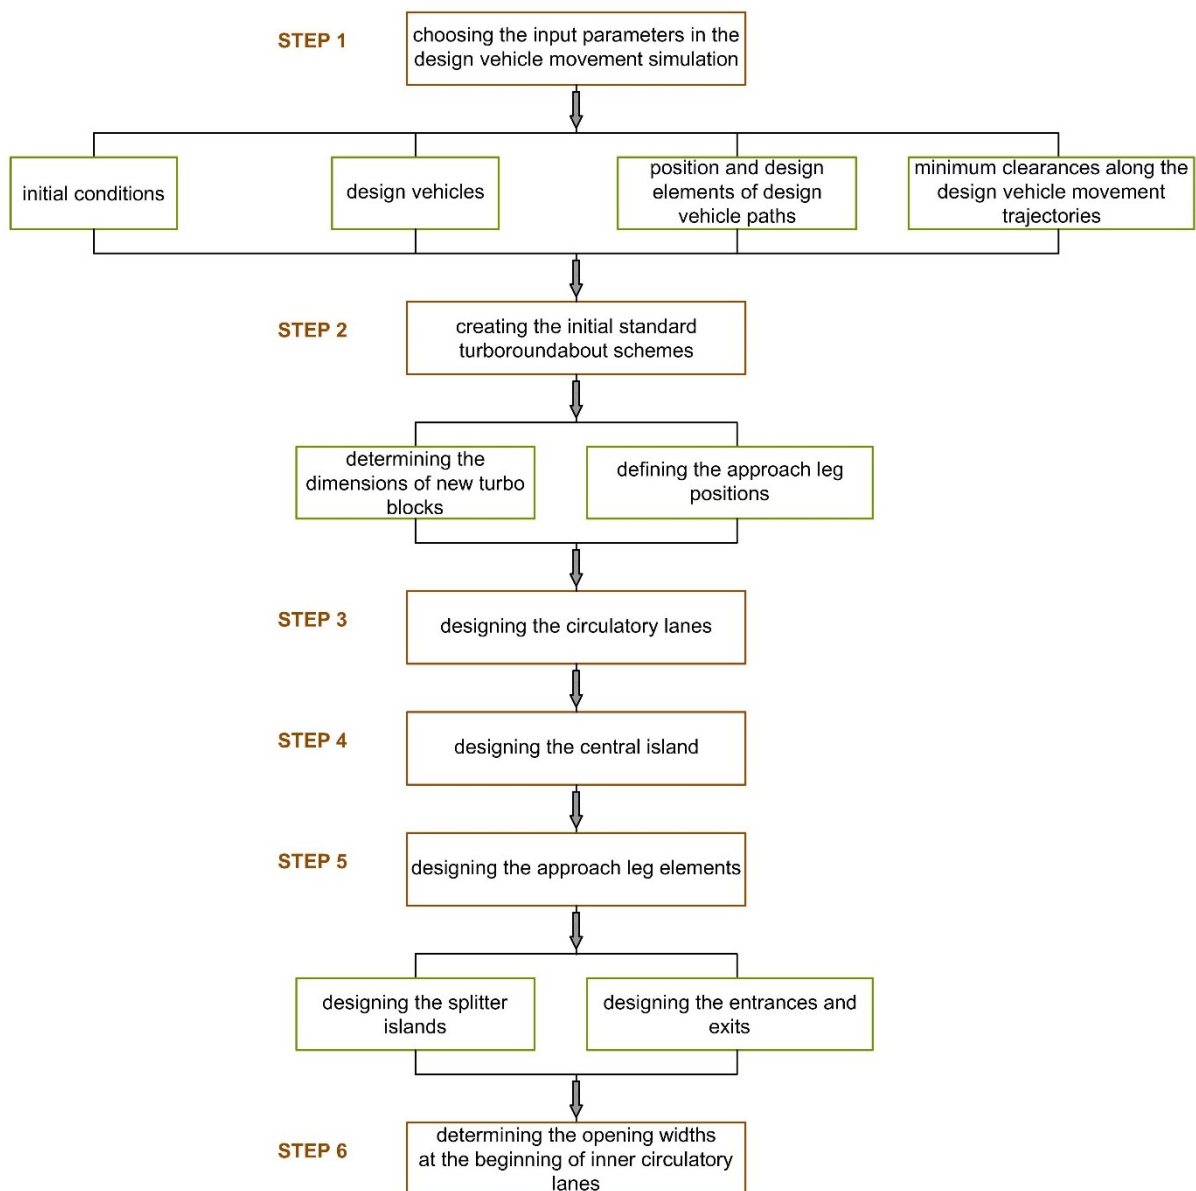 STEP 1
choosing the input parameters in the
design vehicle movement simulation
initial conditions
design vehicles
position and design
elements of design
vehicle paths
minimum clearances along the
design vehicle movement
trajectories
STEP 2
creating the initial standard
turboroundabout schemes
determining the
dimensions of new turbo
blocks
defining the approach leg
positions
STEP 3
designing the circulatory lanes
STEP 4
designing the central island
STEP 5
designing the approach leg elements
designing the splitter
islands
designing the entrances and
exits
STEP 6
determining the opening widths
at the beginning of inner circulatory
lanes